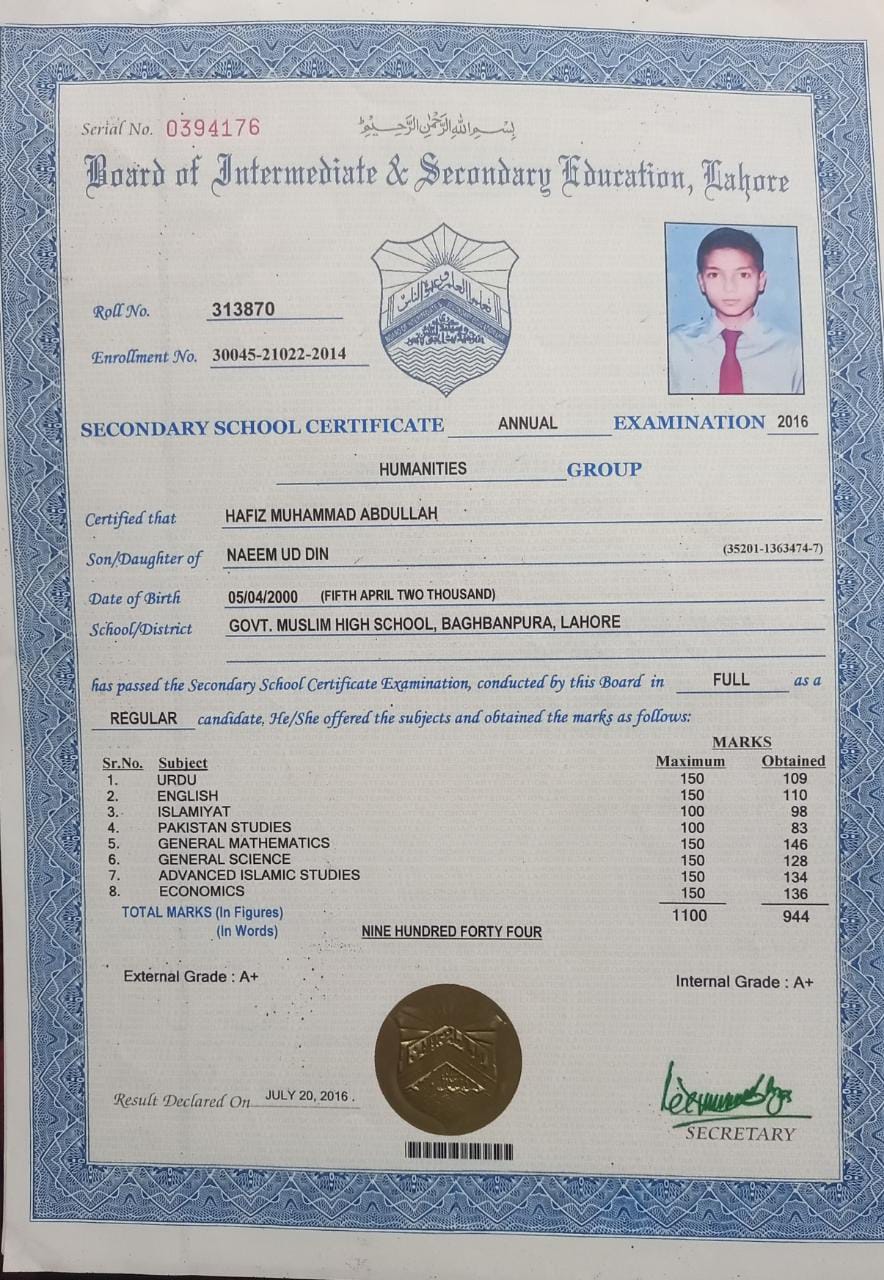 Serial No. 0394176
بِسْمِ اللهِ الرَّحْمٰنِ الرَّحِيْمِ
Board of Intermediate & Secondary Education, Lahore
Roll No. 313870
Enrollment No. 30045-21022-2014
SECONDARY SCHOOL CERTIFICATE ANNUAL EXAMINATION 2016
HUMANITIES GROUP
Certified that HAFIZ MUHAMMAD ABDULLAH
Son/Daughter of NAEEM UD DIN (35201-1363474-7)
Date of Birth 05/04/2000 (FIFTH APRIL TWO THOUSAND)
School/District GOVT. MUSLIM HIGH SCHOOL, BAGHBANPURA, LAHORE
has passed the Secondary School Certificate Examination, conducted by this Board in FULL as a
REGULAR candidate, He/She offered the subjects and obtained the marks as follows:
MARKS
Sr.No. Subject Maximum Obtained
1. URDU 150 109
2. ENGLISH 150 110
3. ISLAMIYAT 100 98
4. PAKISTAN STUDIES 100 83
5. GENERAL MATHEMATICS 150 146
6. GENERAL SCIENCE 150 128
7. ADVANCED ISLAMIC STUDIES 150 134
8. ECONOMICS 150 136
TOTAL MARKS (In Figures) 1100 944
(In Words) NINE HUNDRED FORTY FOUR
External Grade : A+ Internal Grade : A+
Result Declared On JULY 20, 2016 .
SECRETARY